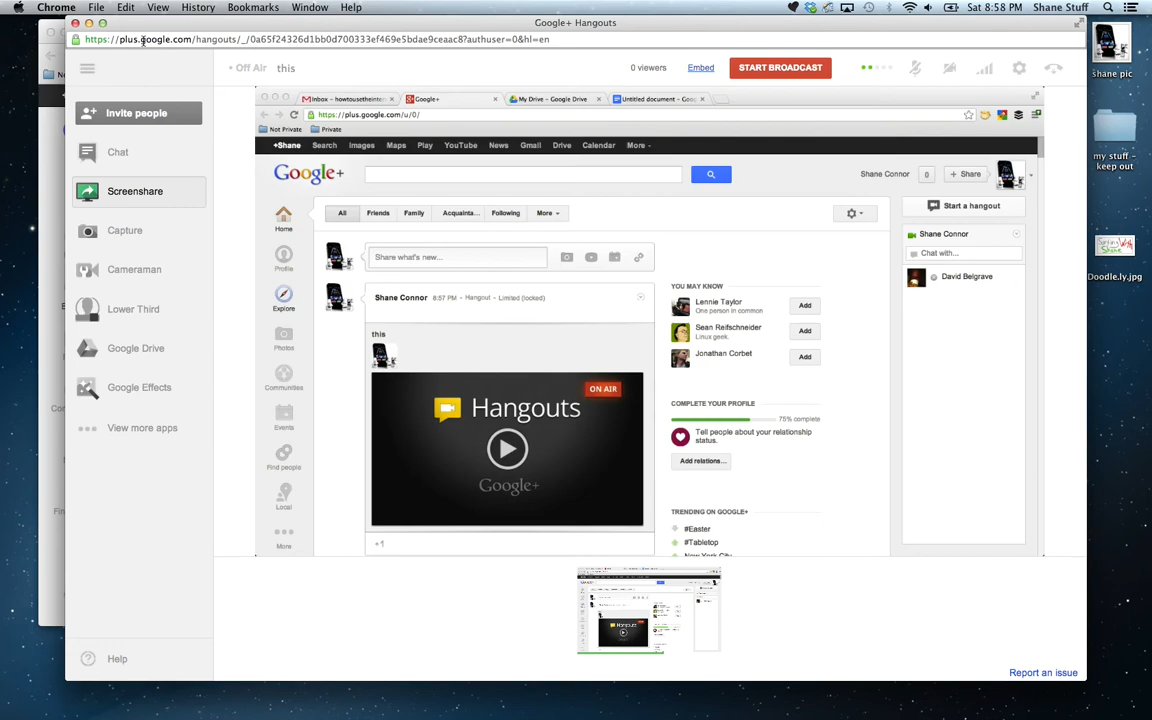 Chrome File Edit View History Bookmarks Window Help
Sat 8:58 PM Shane Stuff
Google+ Hangouts
https://plus.google.com/hangouts/_/0a65f24326d1bb0d700333ef469e5bdae9ceaac8?authuser=0&hl=en
Off Air this
0 viewers Embed START BROADCAST
Invite people
Chat
Screenshare
Capture
Cameraman
Lower Third
Google Drive
Google Effects
View more apps
Help
Inbox – howtousetheinter Google+ My Drive – Google Drive Untitled document – Goog
https://plus.google.com/u/0/
Not Private Private
+Shane Search Images Maps Play YouTube News Gmail Drive Calendar More
Google+
Shane Connor 0 + Share
Home
Profile
Explore
Photos
Communities
Events
Find people
Local
More
All Friends Family Acquainta... Following More
Share what's new...
Shane Connor 8:57 PM - Hangout - Limited (locked)
this
ON AIR
Hangouts
Google+
+1
YOU MAY KNOW
Lennie Taylor
One person in common
Add
Sean Reifschneider
Linux geek.
Add
Jonathan Corbet
Add
COMPLETE YOUR PROFILE
75% complete
Tell people about your relationship
status.
Add relations...
TRENDING ON GOOGLE+
#Easter
#Tabletop
New York City
Start a hangout
Shane Connor
Chat with...
David Belgrave
Report an issue
shane pic
my stuff -
keep out
Doodle.ly.jpg